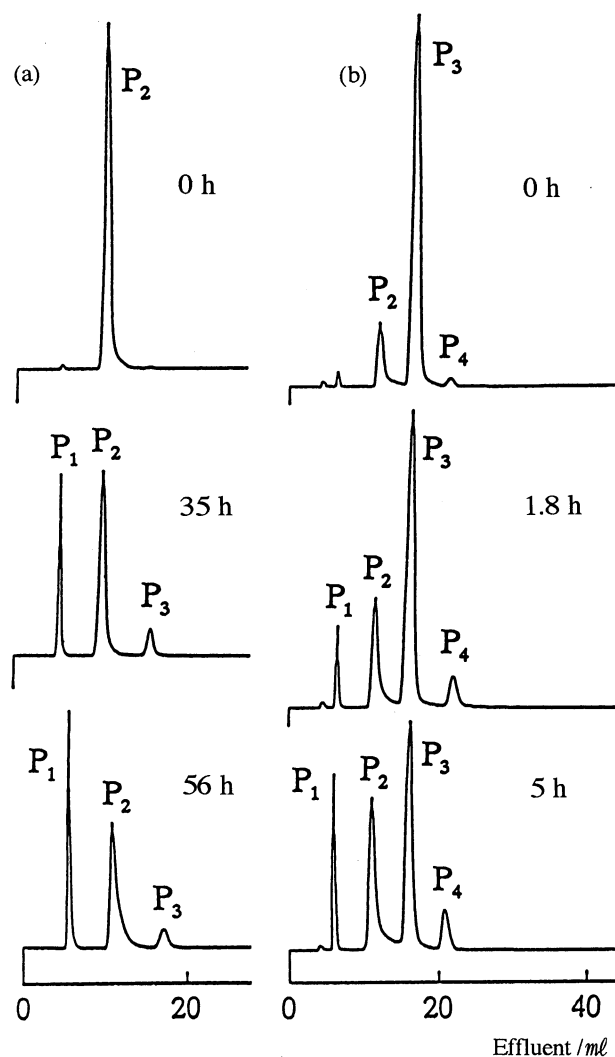 (a)
P₂
0 h
P₁ P₂
35 h
P₃
P₁
P₂
56 h
P₃
0 20
(b)
P₃
0 h
P₂
P₄
P₃
1.8 h
P₁
P₂
P₄
P₃
P₁ P₂
5 h
P₄
0 20 40
Effluent /㎖